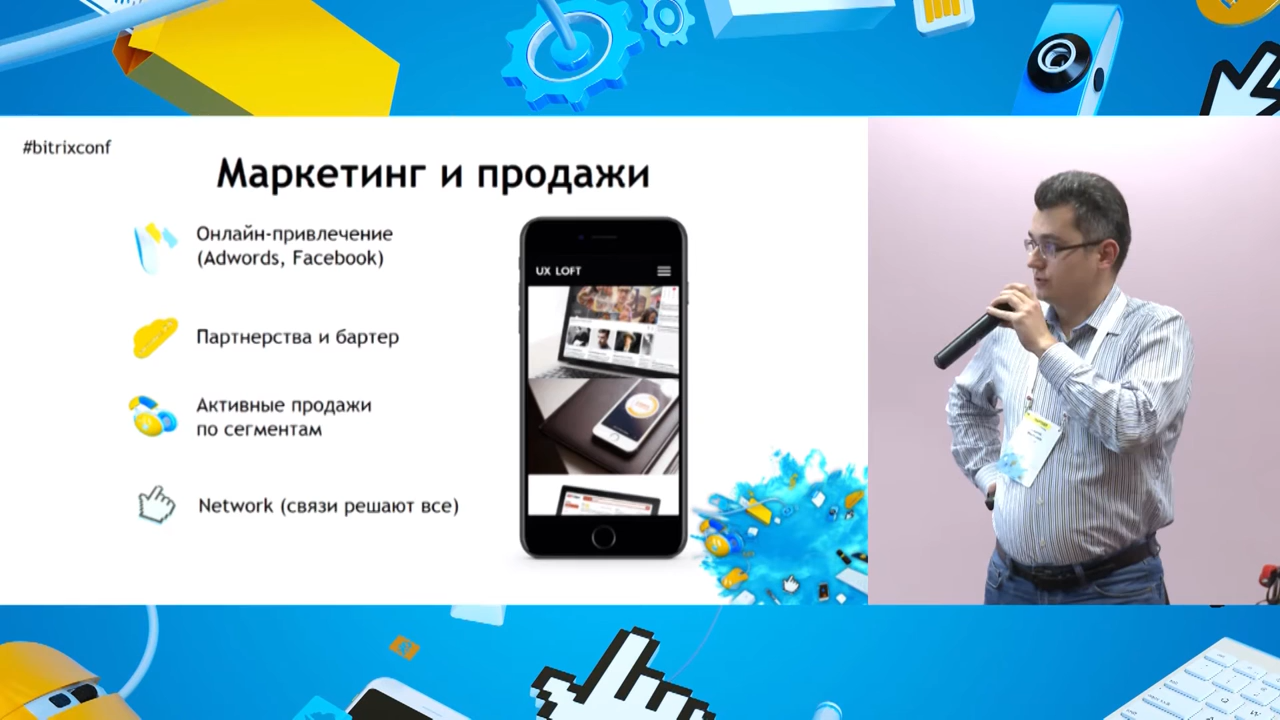 #bitrixconf
Маркетинг и продажи
Онлайн-привлечение
(Adwords, Facebook)
Партнерства и бартер
Активные продажи
по сегментам
Network (связи решают все)
UX LOFT